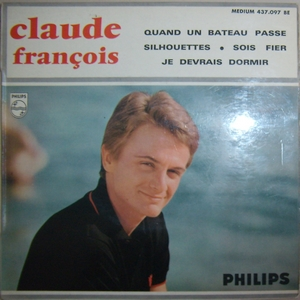 MEDIUM 437.097 BE
claude
françois
QUAND UN BATEAU PASSE
SILHOUETTES • SOIS FIER
JE DEVRAIS DORMIR
PHILIPS
PHILIPS